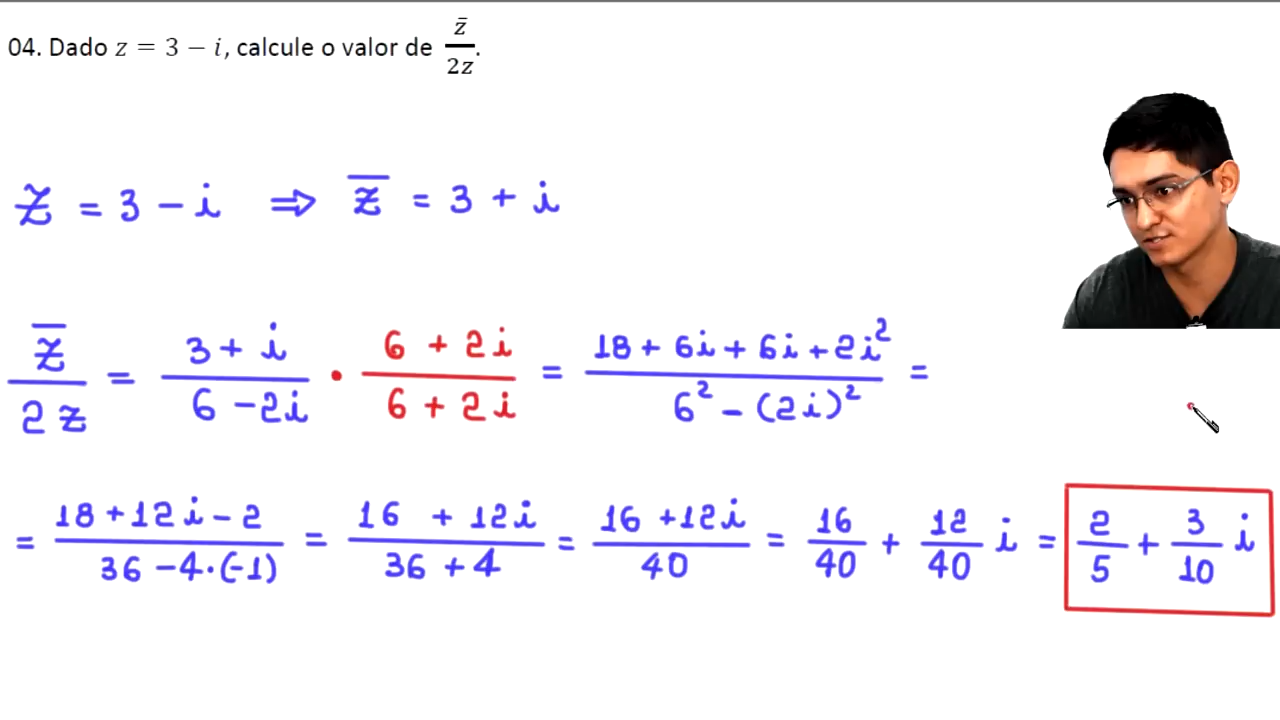 04. Dado z = 3 − i, calcule o valor de z̄/2z.
z = 3 − i ⇒ z̄ = 3 + i
z̄/2z = (3 + i)/(6 − 2i) · (6 + 2i)/(6 + 2i) = (18 + 6i + 6i + 2i²)/(6² − (2i)²) =
= (18 + 12i − 2)/(36 − 4·(−1)) = (16 + 12i)/(36 + 4) = (16 + 12i)/40 = 16/40 + 12/40 i = 2/5 + 3/10 i